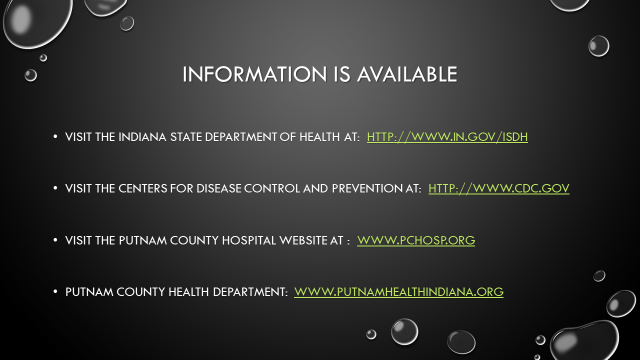 INFORMATION IS AVAILABLE
• VISIT THE INDIANA STATE DEPARTMENT OF HEALTH AT: HTTP://WWW.IN.GOV/ISDH
• VISIT THE CENTERS FOR DISEASE CONTROL AND PREVENTION AT: HTTP://WWW.CDC.GOV
• VISIT THE PUTNAM COUNTY HOSPITAL WEBSITE AT : WWW.PCHOSP.ORG
• PUTNAM COUNTY HEALTH DEPARTMENT: WWW.PUTNAMHEALTHINDIANA.ORG